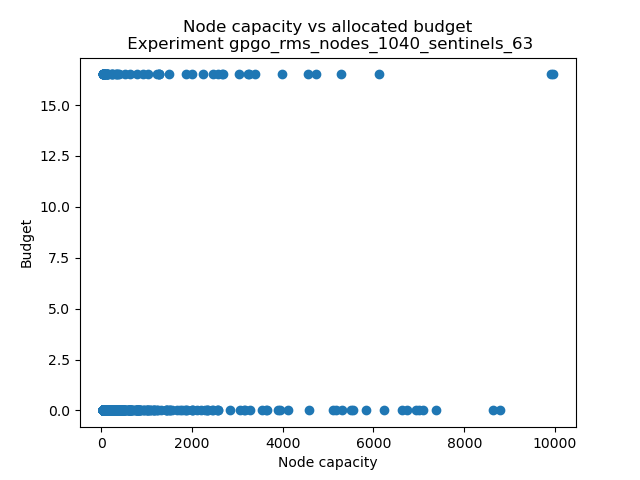 Node capacity vs allocated budget
Experiment gpgo_rms_nodes_1040_sentinels_63
15.0
12.5
10.0
7.5
5.0
2.5
0.0
Budget
0 2000 4000 6000 8000 10000
Node capacity